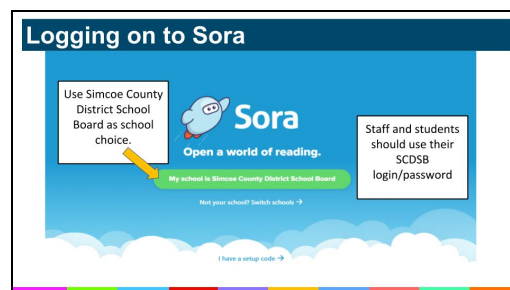 Logging on to Sora
Use Simcoe County
District School
Board as school
choice.
Sora
Open a world of reading.
My school is Simcoe County District School Board
Not your school? Switch schools →
I have a setup code →
Staff and students
should use their
SCDSB
login/password